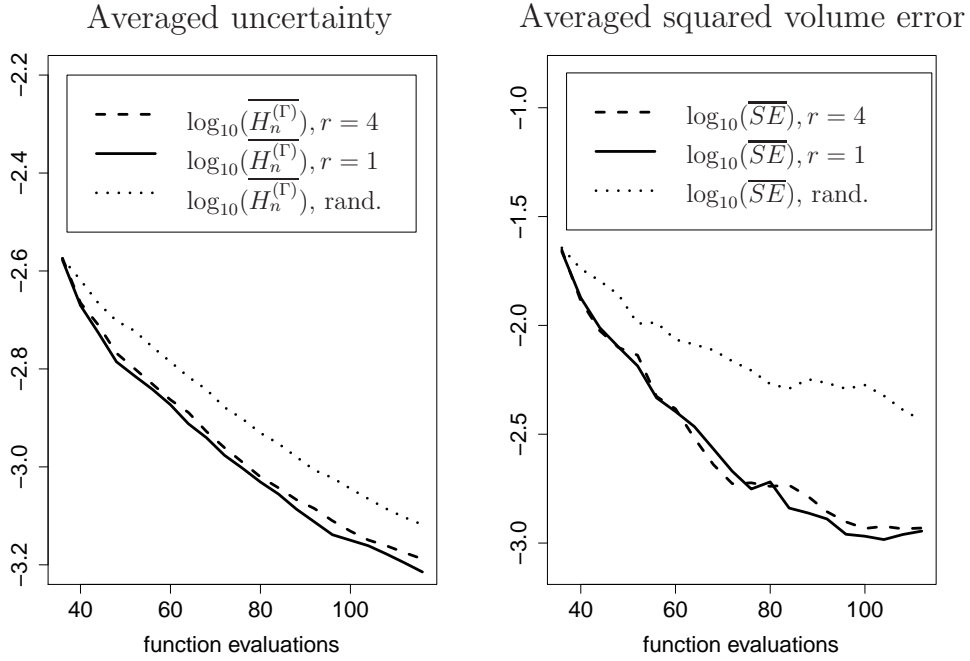 Averaged uncertainty
−2.2
−2.4
−2.6
−2.8
−3.0
−3.2
log₁₀(H̅ₙ^(Γ)), r = 4
log₁₀(H̅ₙ^(Γ)), r = 1
log₁₀(H̅ₙ^(Γ)), rand.
40 60 80 100
function evaluations
Averaged squared volume error
−1.0
−1.5
−2.0
−2.5
−3.0
log₁₀(S̅E̅), r = 4
log₁₀(S̅E̅), r = 1
log₁₀(S̅E̅), rand.
40 60 80 100
function evaluations